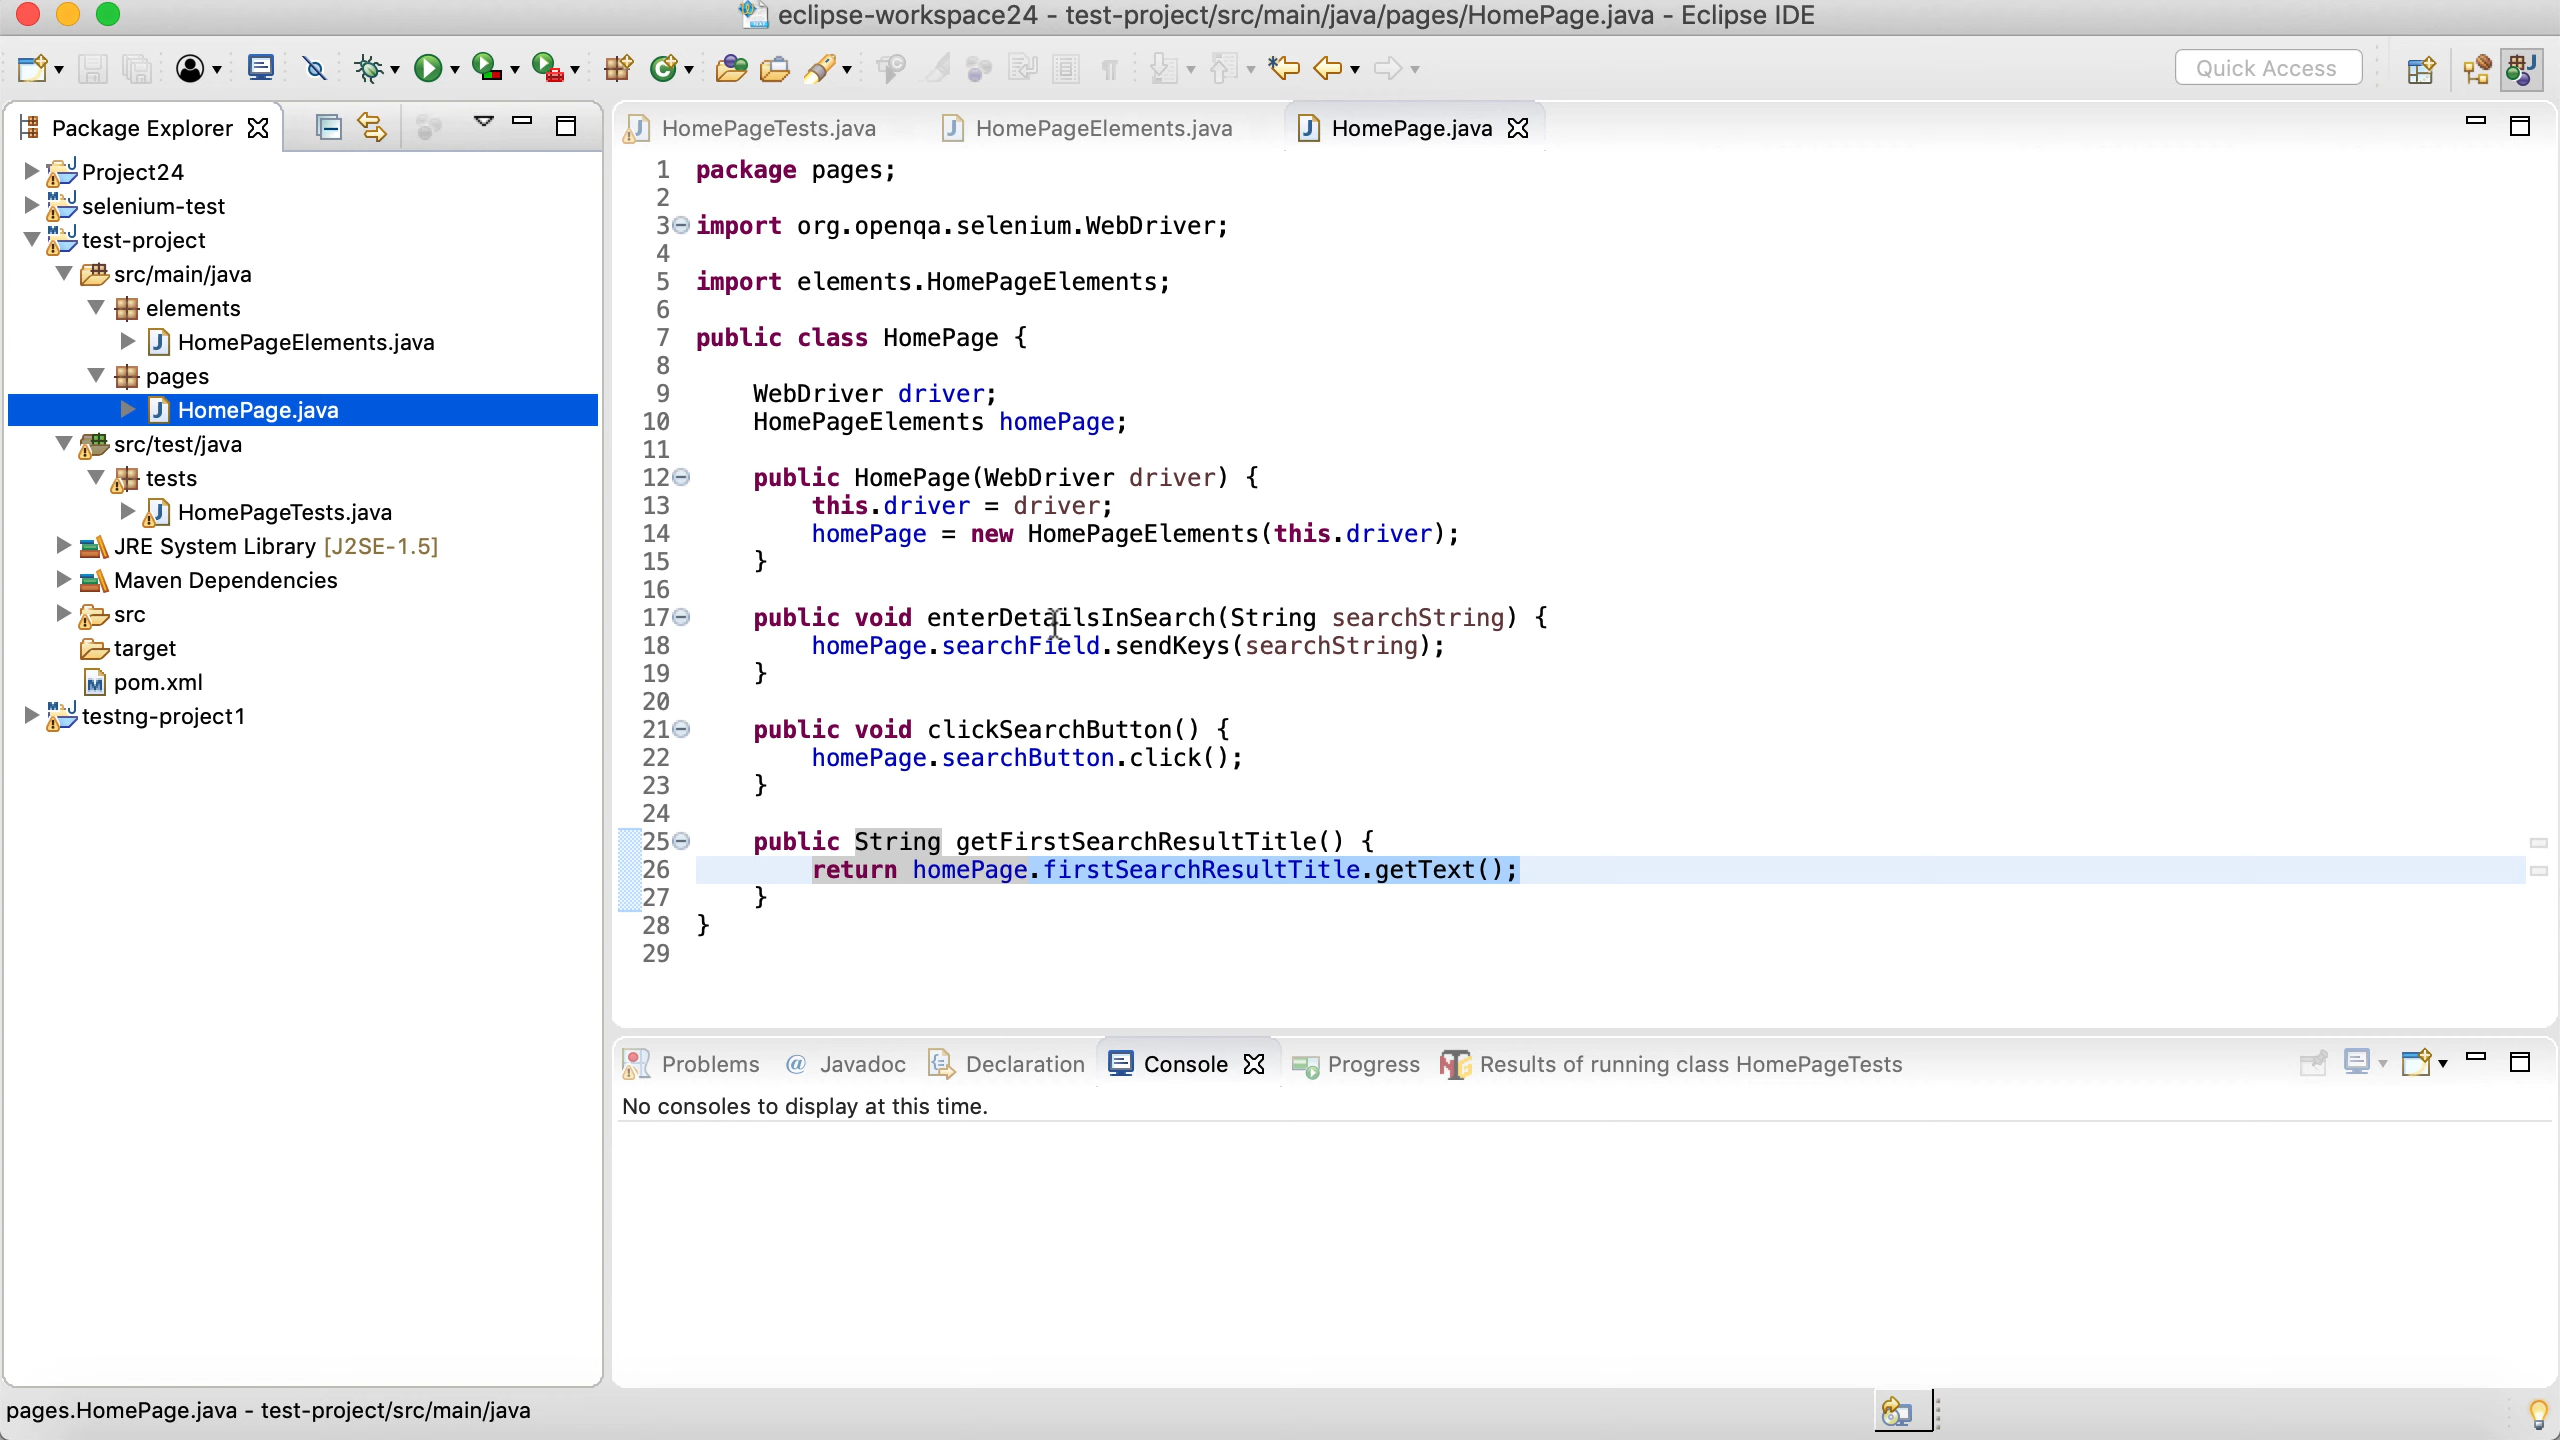 eclipse-workspace24 - test-project/src/main/java/pages/HomePage.java - Eclipse IDE
Quick Access
Package Explorer
Project24
selenium-test
test-project
src/main/java
elements
HomePageElements.java
pages
HomePage.java
src/test/java
tests
HomePageTests.java
JRE System Library [J2SE-1.5]
Maven Dependencies
src
target
pom.xml
testng-project1
HomePageTests.java HomePageElements.java HomePage.java
1 package pages;
2
3 import org.openqa.selenium.WebDriver;
4
5 import elements.HomePageElements;
6
7 public class HomePage {
8
9 WebDriver driver;
10 HomePageElements homePage;
11
12 public HomePage(WebDriver driver) {
13 this.driver = driver;
14 homePage = new HomePageElements(this.driver);
15 }
16
17 public void enterDetailsInSearch(String searchString) {
18 homePage.searchField.sendKeys(searchString);
19 }
20
21 public void clickSearchButton() {
22 homePage.searchButton.click();
23 }
24
25 public String getFirstSearchResultTitle() {
26 return homePage.firstSearchResultTitle.getText();
27 }
28 }
29
Problems @ Javadoc Declaration Console Progress Results of running class HomePageTests
No consoles to display at this time.
pages.HomePage.java - test-project/src/main/java